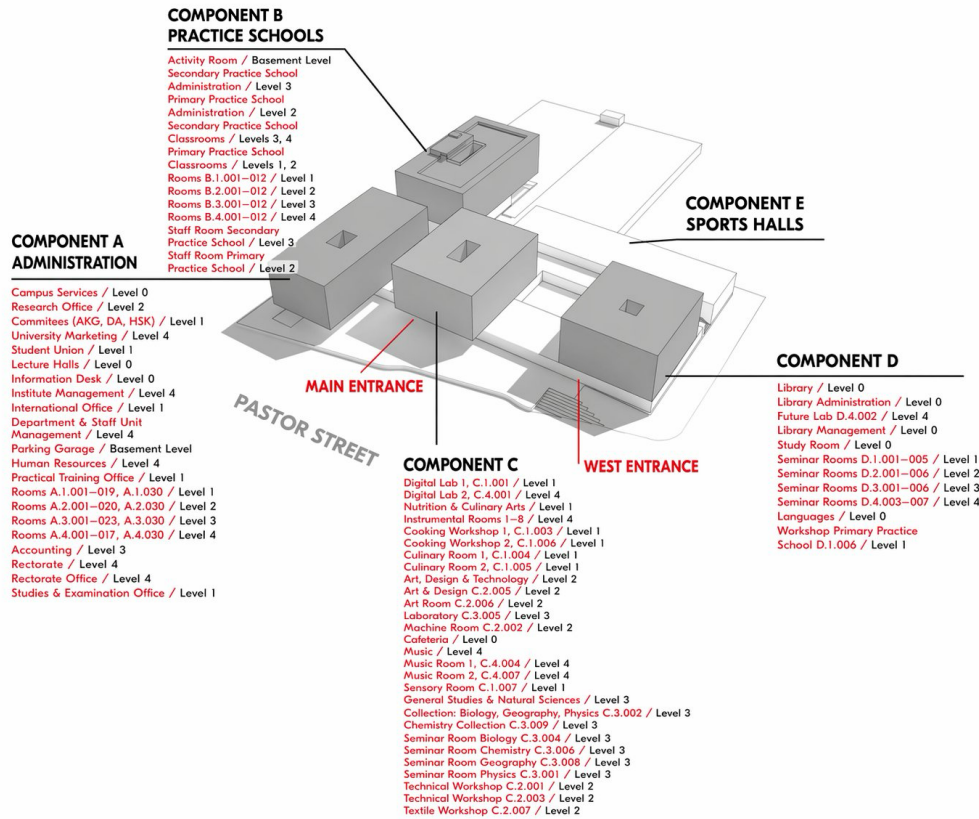 COMPONENT B
PRACTICE SCHOOLS
Activity Room / Basement Level
Secondary Practice School
Administration / Level 3
Primary Practice School
Administration / Level 2
Secondary Practice School
Classrooms / Levels 3, 4
Primary Practice School
Classrooms / Levels 1, 2
Rooms B.1.001–012 / Level 1
Rooms B.2.001–012 / Level 2
Rooms B.3.001–012 / Level 3
Rooms B.4.001–012 / Level 4
Staff Room Secondary
Practice School / Level 3
Staff Room Primary
Practice School / Level 2
COMPONENT A
ADMINISTRATION
Campus Services / Level 0
Research Office / Level 2
Commitees (AKG, DA, HSK) / Level 1
University Marketing / Level 4
Student Union / Level 1
Lecture Halls / Level 0
Information Desk / Level 0
Institute Management / Level 4
International Office / Level 1
Department & Staff Unit
Management / Level 4
Parking Garage / Basement Level
Human Resources / Level 4
Practical Training Office / Level 1
Rooms A.1.001–019, A.1.030 / Level 1
Rooms A.2.001–020, A.2.030 / Level 2
Rooms A.3.001–023, A.3.030 / Level 3
Rooms A.4.001–017, A.4.030 / Level 4
Accounting / Level 3
Rectorate / Level 4
Rectorate Office / Level 4
Studies & Examination Office / Level 1
COMPONENT E
SPORTS HALLS
MAIN ENTRANCE
PASTOR STREET
WEST ENTRANCE
COMPONENT C
Digital Lab 1, C.1.001 / Level 1
Digital Lab 2, C.4.001 / Level 4
Nutrition & Culinary Arts / Level 1
Instrumental Rooms 1–8 / Level 4
Cooking Workshop 1, C.1.003 / Level 1
Cooking Workshop 2, C.1.006 / Level 1
Culinary Room 1, C.1.004 / Level 1
Culinary Room 2, C.1.005 / Level 1
Art, Design & Technology / Level 2
Art & Design C.2.005 / Level 2
Art Room C.2.006 / Level 2
Laboratory C.3.005 / Level 3
Machine Room C.2.002 / Level 2
Cafeteria / Level 0
Music / Level 4
Music Room 1, C.4.004 / Level 4
Music Room 2, C.4.007 / Level 4
Sensory Room C.1.007 / Level 1
General Studies & Natural Sciences / Level 3
Collection: Biology, Geography, Physics C.3.002 / Level 3
Chemistry Collection C.3.009 / Level 3
Seminar Room Biology C.3.004 / Level 3
Seminar Room Chemistry C.3.006 / Level 3
Seminar Room Geography C.3.008 / Level 3
Seminar Room Physics C.3.001 / Level 3
Technical Workshop C.2.001 / Level 2
Technical Workshop C.2.003 / Level 2
Textile Workshop C.2.007 / Level 2
COMPONENT D
Library / Level 0
Library Administration / Level 0
Future Lab D.4.002 / Level 4
Library Management / Level 0
Study Room / Level 0
Seminar Rooms D.1.001–005 / Level 1
Seminar Rooms D.2.001–006 / Level 2
Seminar Rooms D.3.001–006 / Level 3
Seminar Rooms D.4.003–007 / Level 4
Languages / Level 0
Workshop Primary Practice
School D.1.006 / Level 1